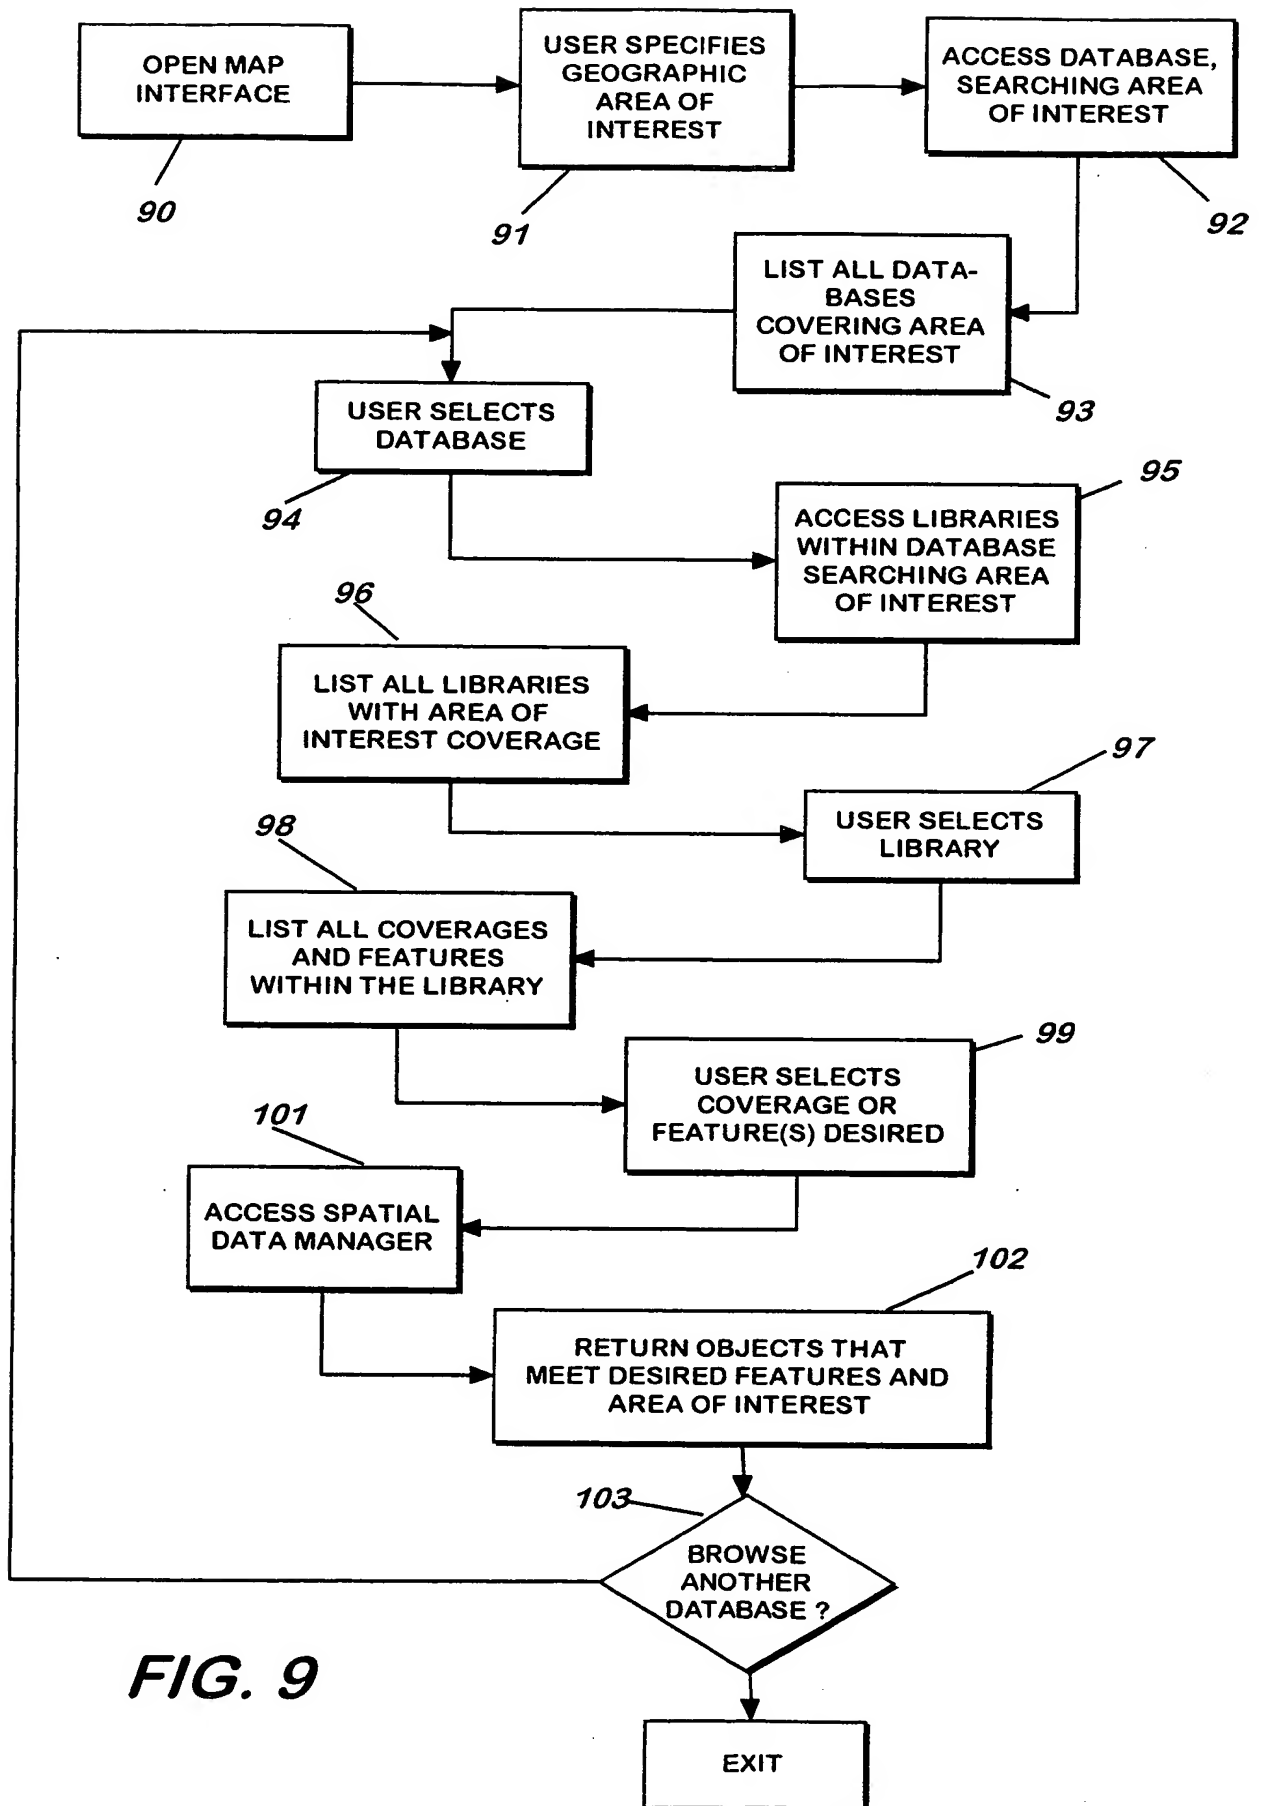 OPEN MAP
INTERFACE
90
USER SPECIFIES
GEOGRAPHIC
AREA OF
INTEREST
91
ACCESS DATABASE,
SEARCHING AREA
OF INTEREST
92
LIST ALL DATA-
BASES
COVERING AREA
OF INTEREST
93
USER SELECTS
DATABASE
94
95
ACCESS LIBRARIES
WITHIN DATABASE
SEARCHING AREA
OF INTEREST
96
LIST ALL LIBRARIES
WITH AREA OF
INTEREST COVERAGE
97
USER SELECTS
LIBRARY
98
LIST ALL COVERAGES
AND FEATURES
WITHIN THE LIBRARY
99
USER SELECTS
COVERAGE OR
FEATURE(S) DESIRED
101
ACCESS SPATIAL
DATA MANAGER
102
RETURN OBJECTS THAT
MEET DESIRED FEATURES AND
AREA OF INTEREST
103
BROWSE
ANOTHER
DATABASE ?
EXIT
FIG. 9